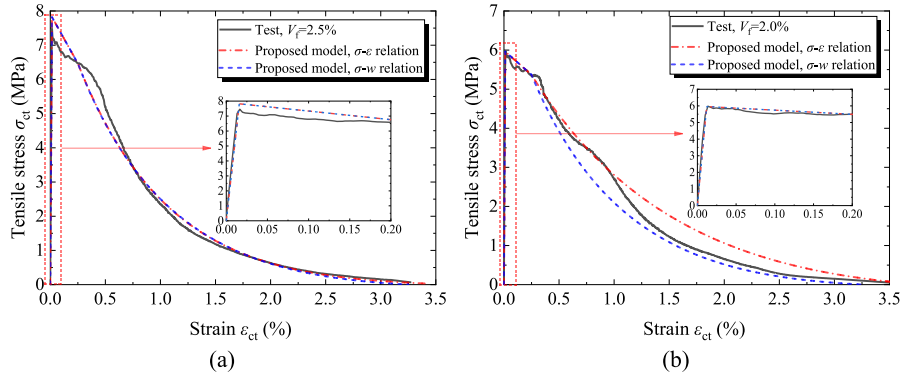 (a)
Test, Vf=2.5%
Proposed model, σ-ε relation
Proposed model, σ-w relation
Tensile stress σct (MPa)
8
7
6
5
4
3
2
1
0
0.0 0.5 1.0 1.5 2.0 2.5 3.0 3.5
Strain εct (%)
8
7
6
5
4
3
2
1
0
0.00 0.05 0.10 0.15 0.20
(b)
Test, Vf=2.0%
Proposed model, σ-ε relation
Proposed model, σ-w relation
Tensile stress σct (MPa)
7
6
5
4
3
2
1
0
0.0 0.5 1.0 1.5 2.0 2.5 3.0 3.5
Strain εct (%)
7
6
5
4
3
2
1
0
0.00 0.05 0.10 0.15 0.20